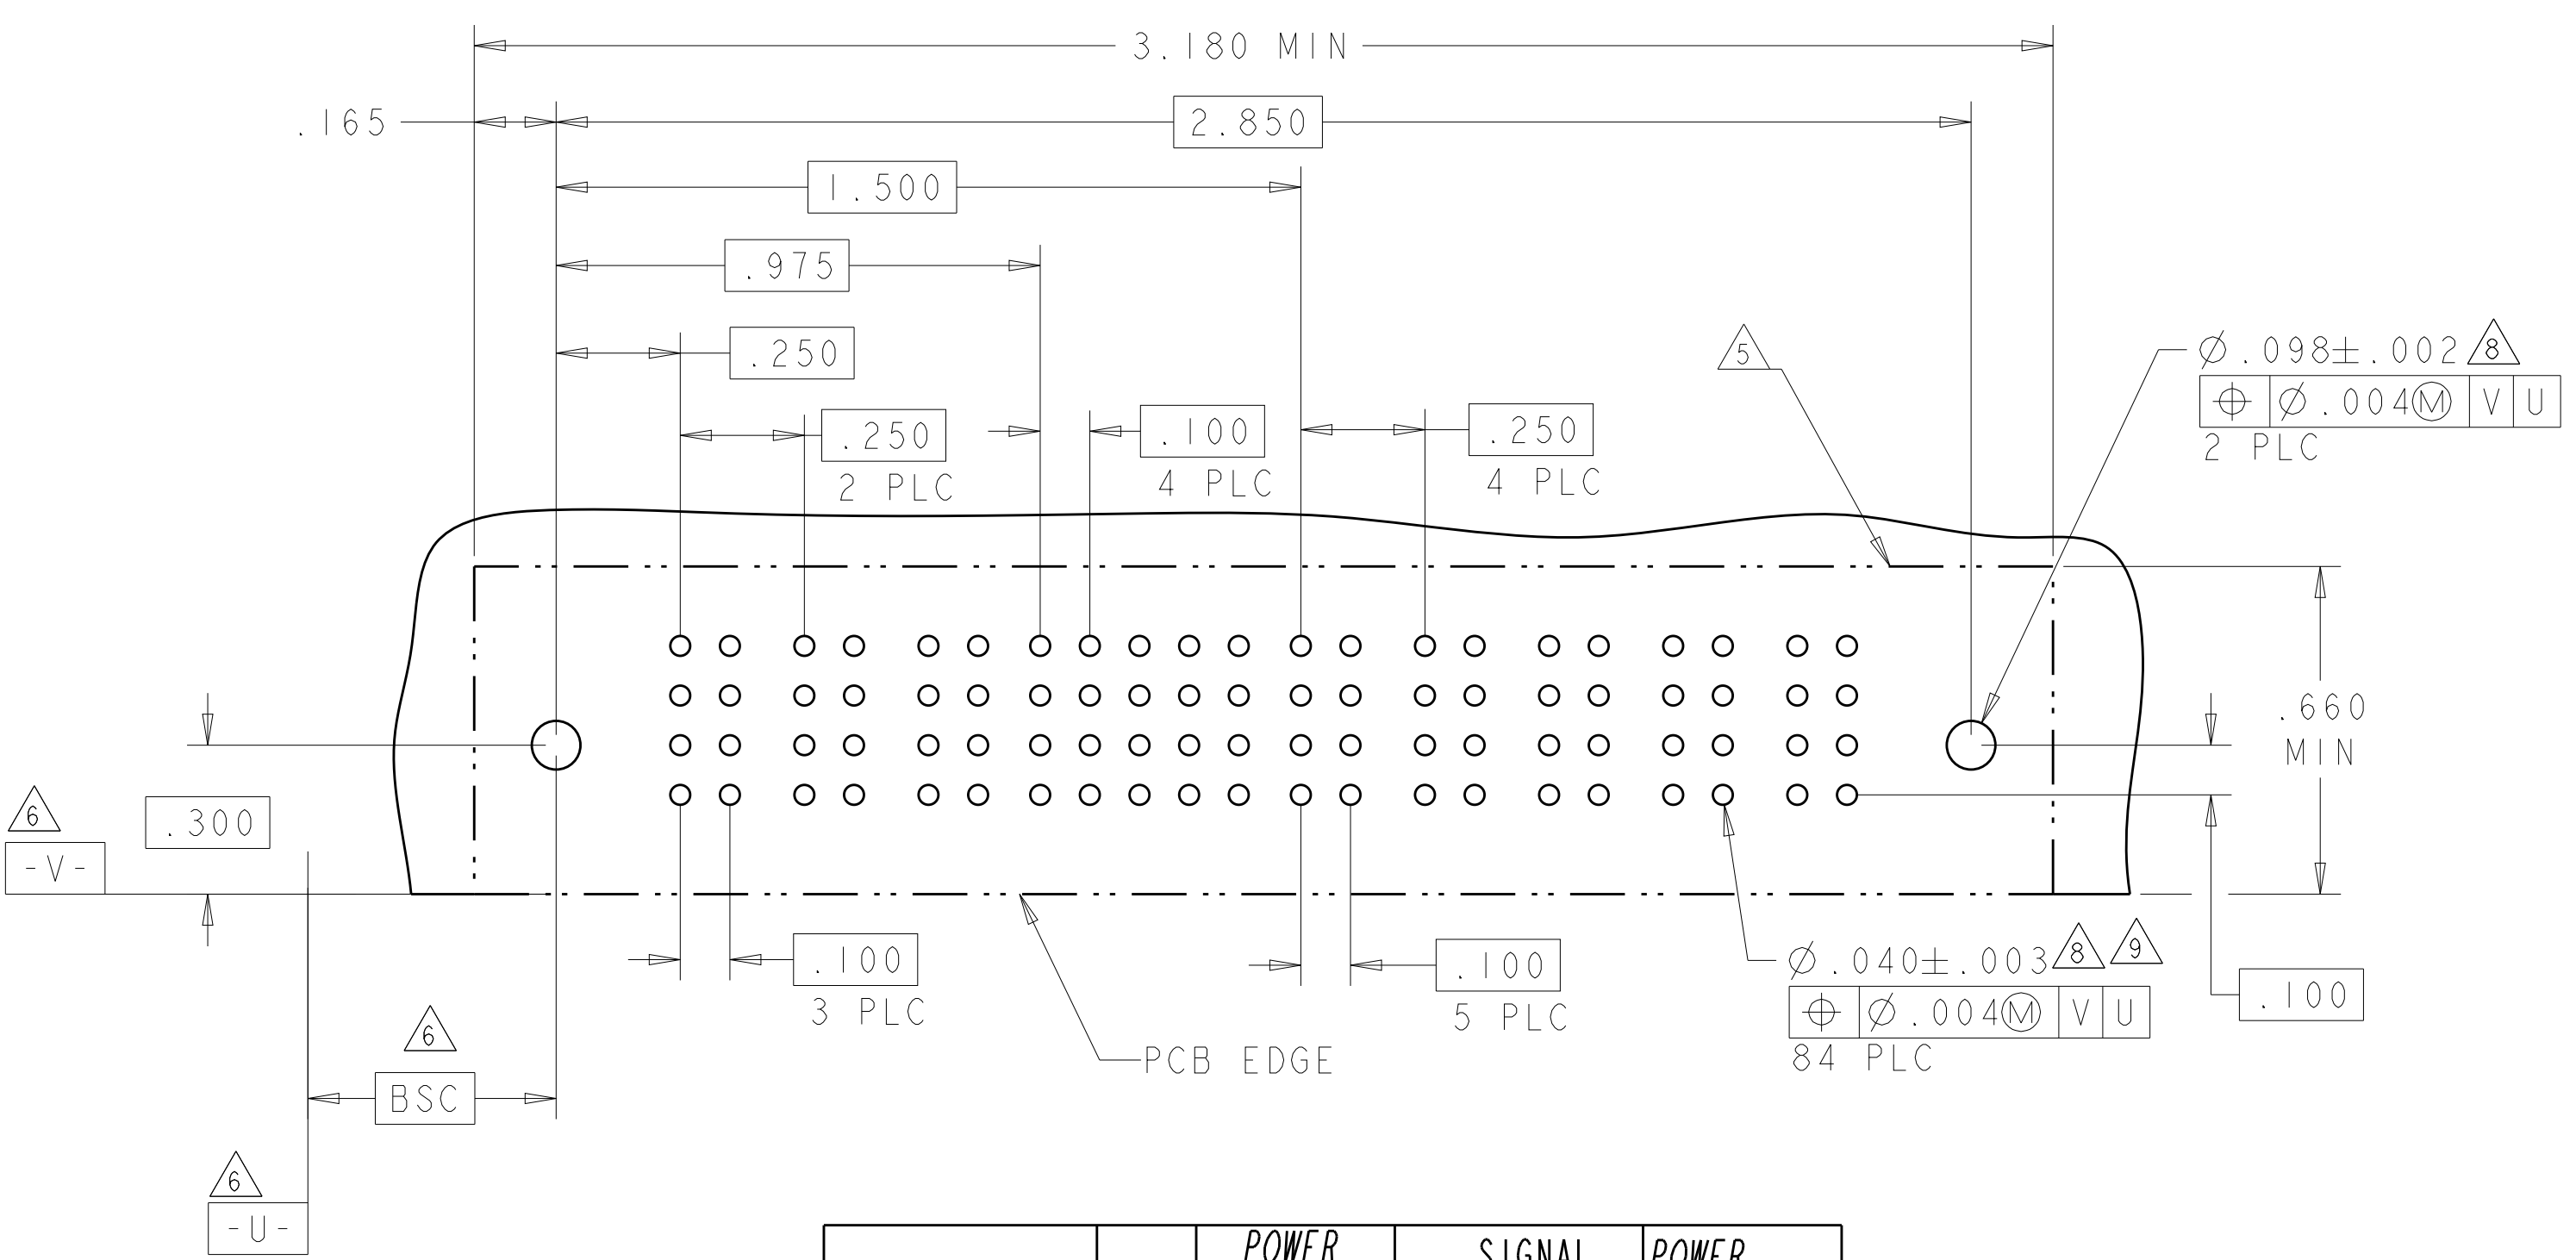 3.180 MIN
.165
2.850
1.500
.975
.250
5
Ø.098±.002 8
⌖ Ø.004Ⓜ V U
2 PLC
.250
2 PLC
.100
4 PLC
.250
4 PLC
.660
MIN
6
-V-
.300
.100
3 PLC
.100
5 PLC
Ø.040±.003 8 9
⌖ Ø.004Ⓜ V U
84 PLC
.100
PCB EDGE
6
BSC
6
-U-
POWER
SIGNAL
POWER